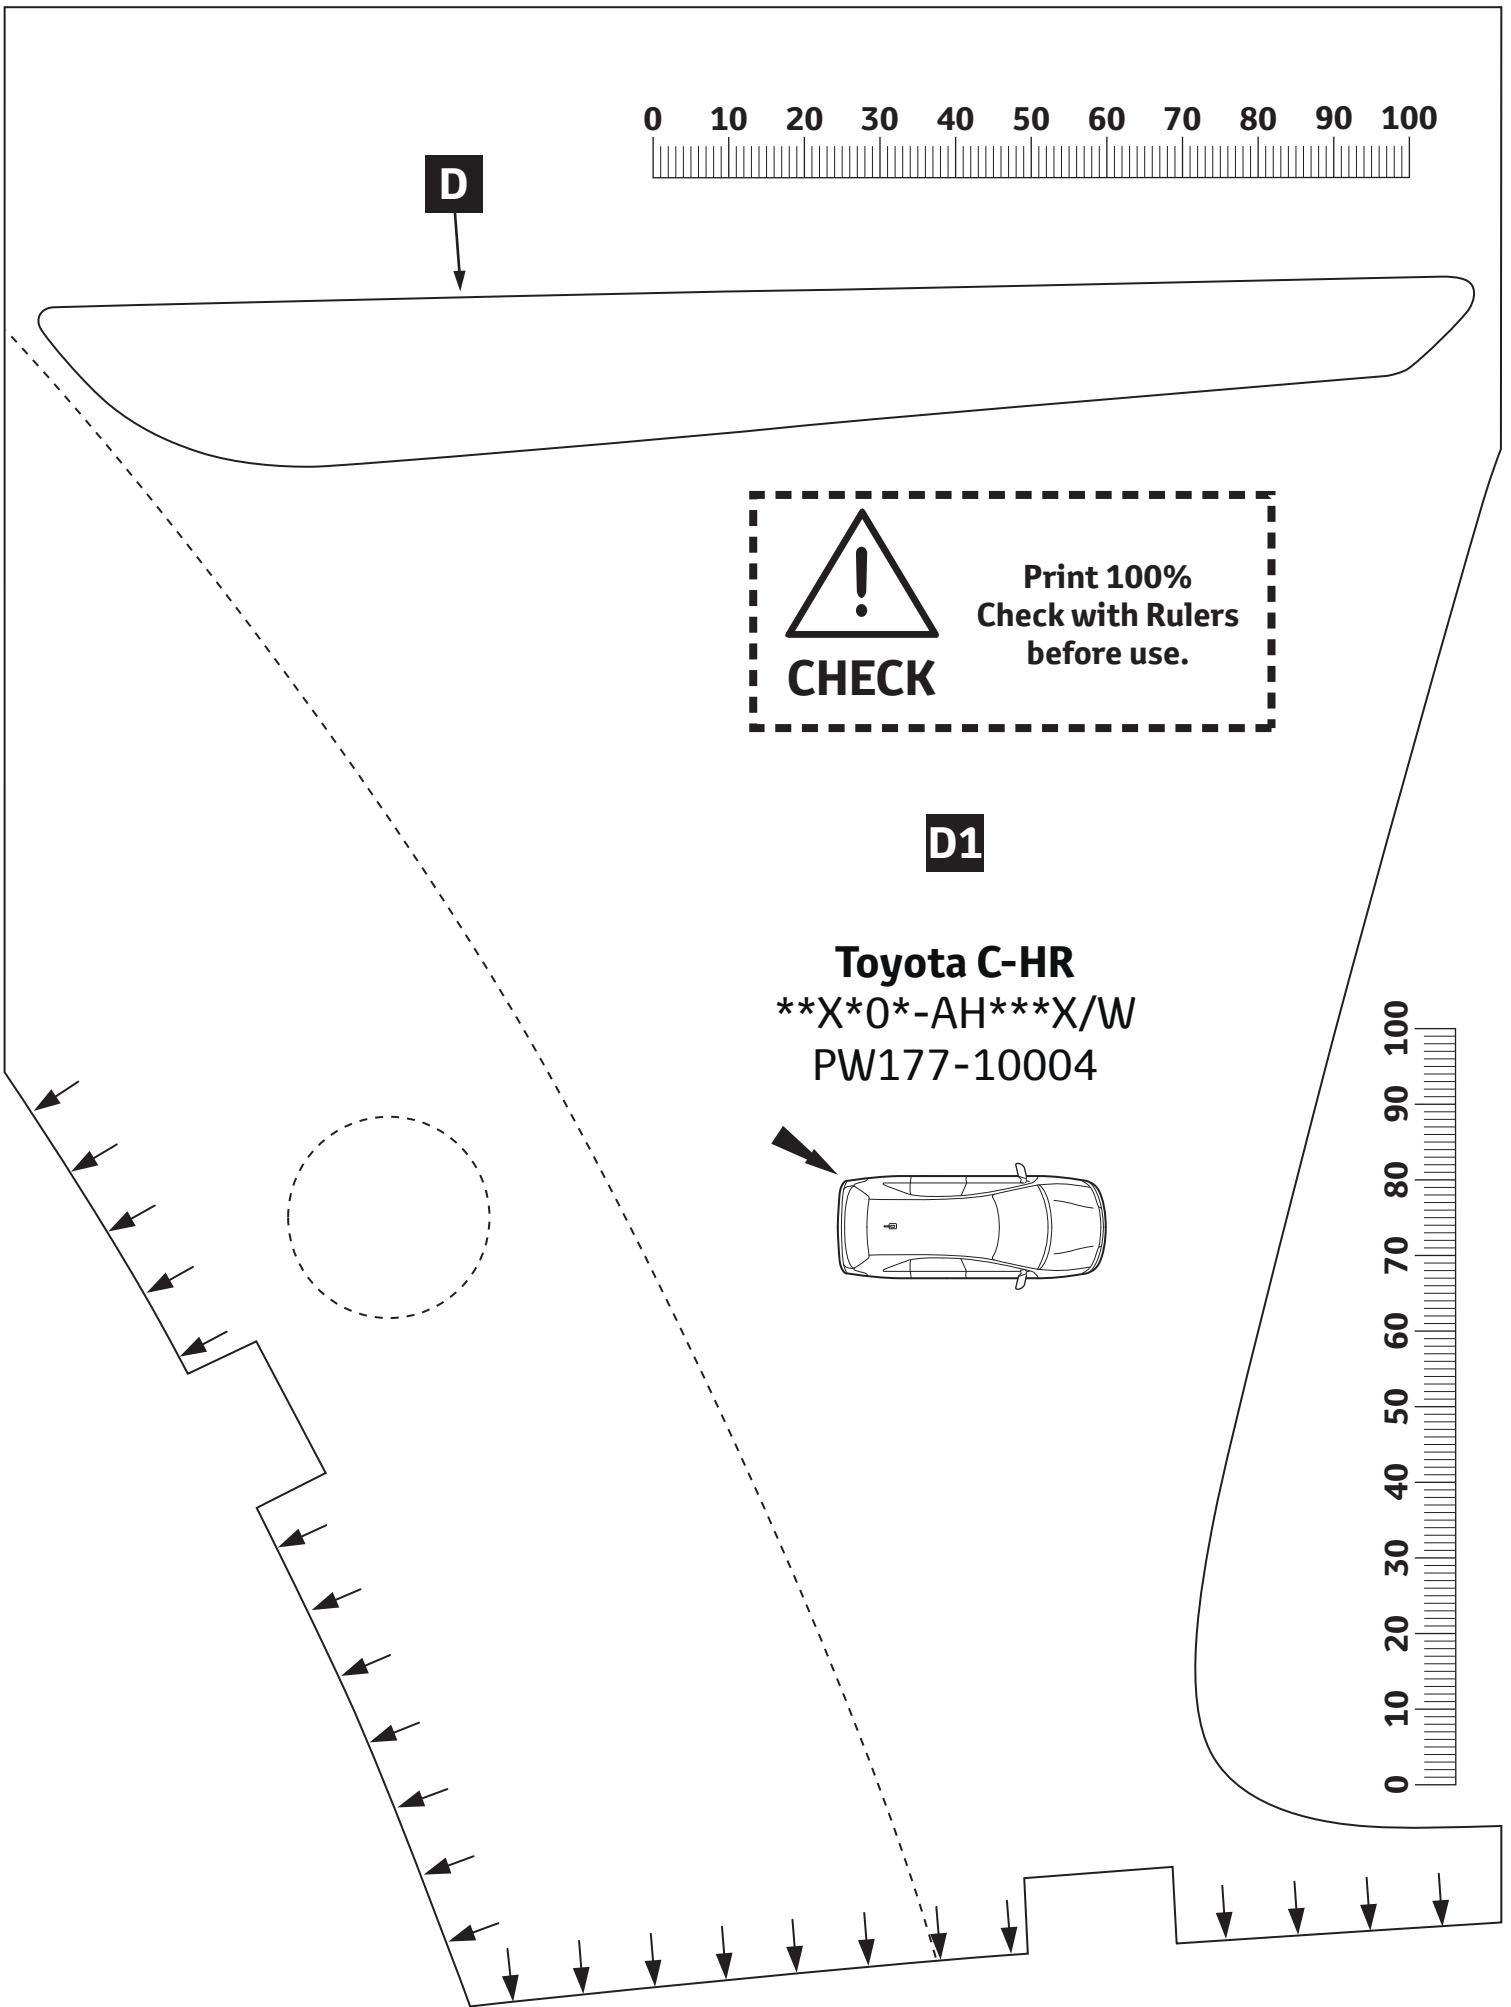 0 10 20 30 40 50 60 70 80 90 100
D
Print 100%
Check with Rulers
before use.
CHECK
D1
Toyota C-HR
**X*0*-AH***X/W
PW177-10004
100
90
80
70
60
50
40
30
20
10
0